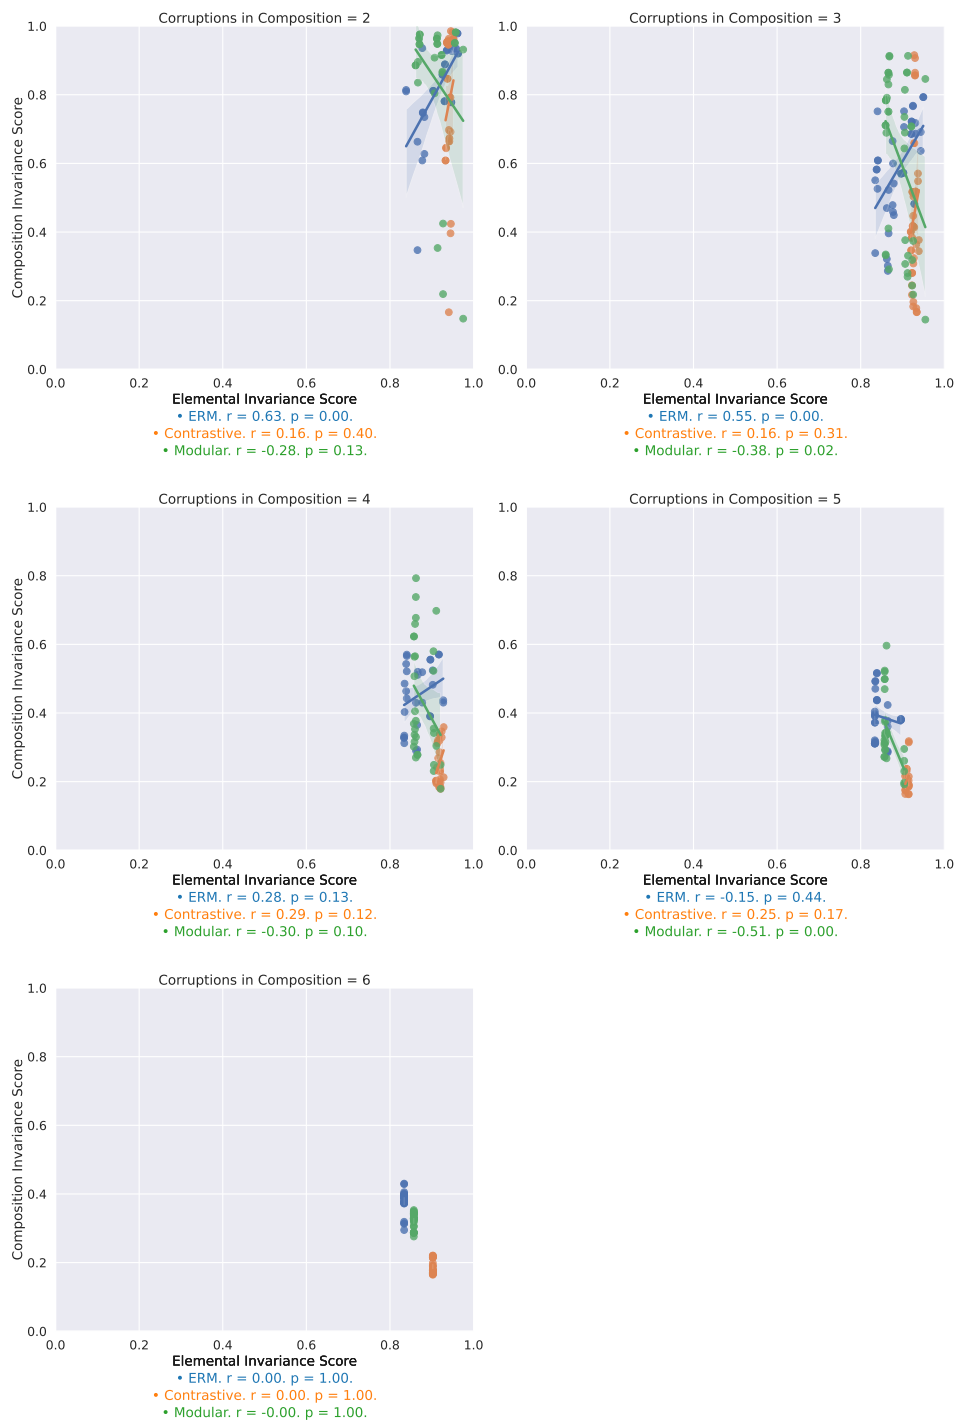 Corruptions in Composition = 2
Composition Invariance Score
1.0
0.8
0.6
0.4
0.2
0.0
0.0 0.2 0.4 0.6 0.8 1.0
Elemental Invariance Score
• ERM. r = 0.63. p = 0.00.
• Contrastive. r = 0.16. p = 0.40.
• Modular. r = -0.28. p = 0.13.
Corruptions in Composition = 3
1.0
0.8
0.6
0.4
0.2
0.0
0.0 0.2 0.4 0.6 0.8 1.0
Elemental Invariance Score
• ERM. r = 0.55. p = 0.00.
• Contrastive. r = 0.16. p = 0.31.
• Modular. r = -0.38. p = 0.02.
Corruptions in Composition = 4
Composition Invariance Score
1.0
0.8
0.6
0.4
0.2
0.0
0.0 0.2 0.4 0.6 0.8 1.0
Elemental Invariance Score
• ERM. r = 0.28. p = 0.13.
• Contrastive. r = 0.29. p = 0.12.
• Modular. r = -0.30. p = 0.10.
Corruptions in Composition = 5
1.0
0.8
0.6
0.4
0.2
0.0
0.0 0.2 0.4 0.6 0.8 1.0
Elemental Invariance Score
• ERM. r = -0.15. p = 0.44.
• Contrastive. r = 0.25. p = 0.17.
• Modular. r = -0.51. p = 0.00.
Corruptions in Composition = 6
Composition Invariance Score
1.0
0.8
0.6
0.4
0.2
0.0
0.0 0.2 0.4 0.6 0.8 1.0
Elemental Invariance Score
• ERM. r = 0.00. p = 1.00.
• Contrastive. r = 0.00. p = 1.00.
• Modular. r = -0.00. p = 1.00.